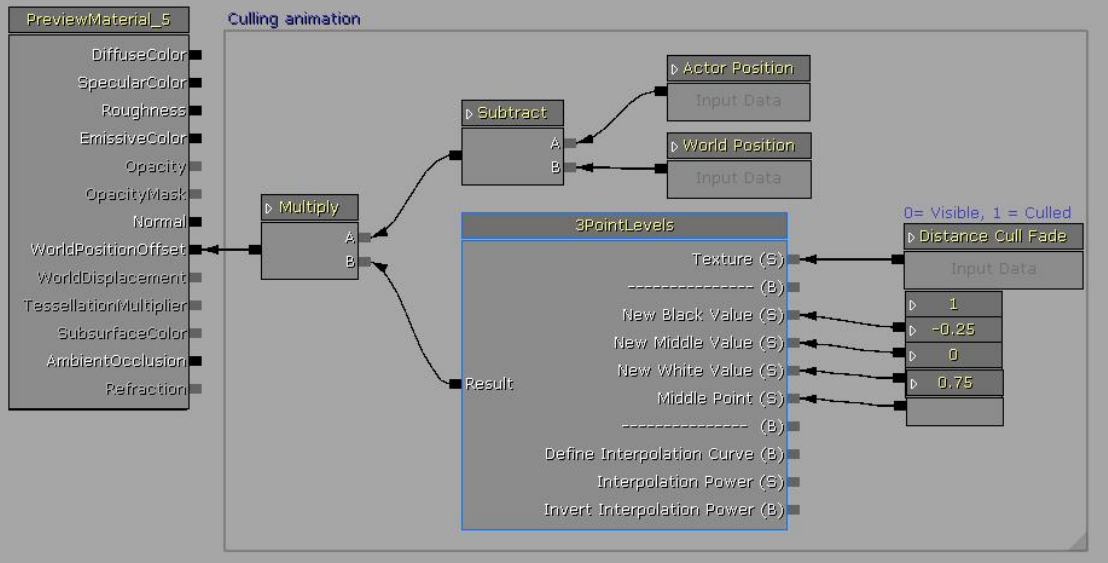 PreviewMaterial_5
DiffuseColor
SpecularColor
Roughness
EmissiveColor
Opacity
OpacityMask
Normal
WorldPositionOffset
WorldDisplacement
TessellationMultiplier
SubsurfaceColor
AmbientOcclusion
Refraction
Culling animation
Multiply
A
B
Subtract
A
B
Actor Position
Input Data
World Position
Input Data
3PointLevels
Texture (S)
--------------- (B)
New Black Value (S)
New Middle Value (S)
New White Value (S)
Result
Middle Point (S)
--------------- (B)
Define Interpolation Curve (B)
Interpolation Power (S)
Invert Interpolation Power (B)
0= Visible, 1 = Culled
Distance Cull Fade
Input Data
1
-0.25
0
0.75